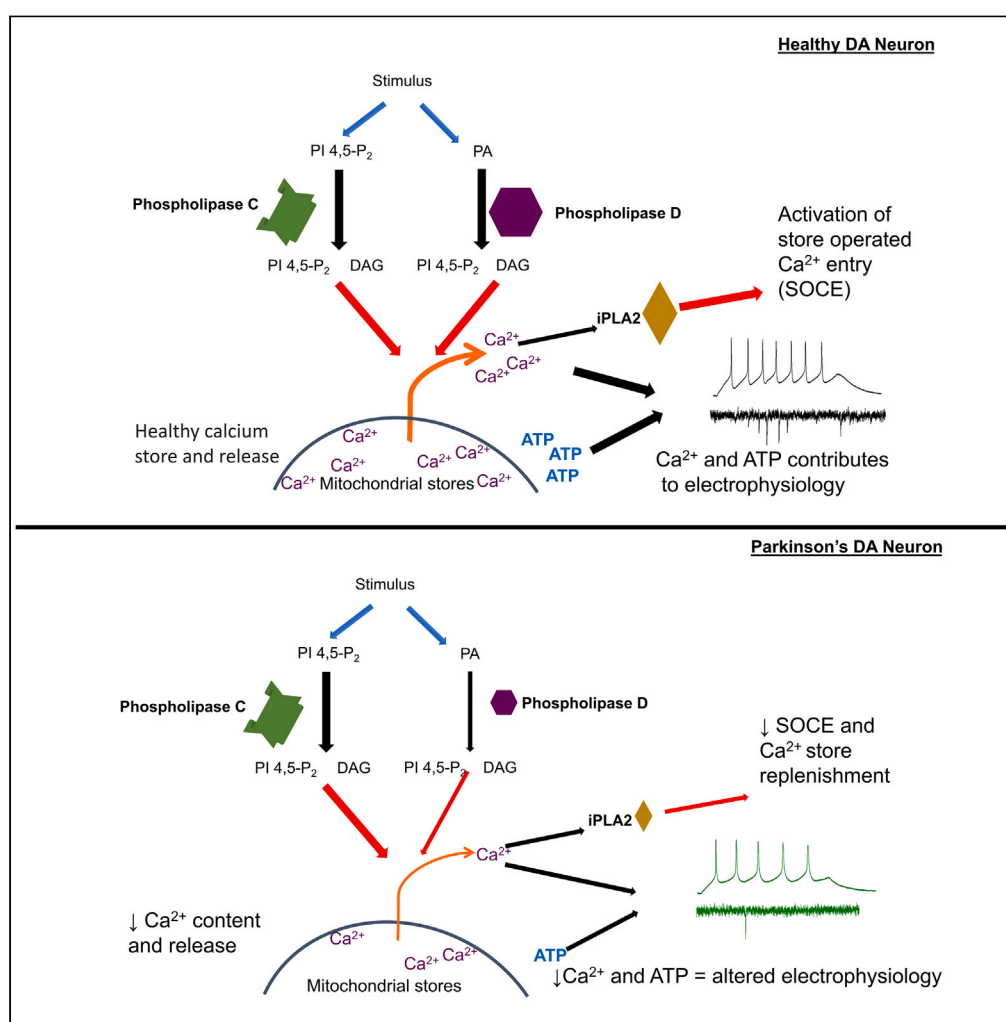 Healthy DA Neuron
Stimulus
PI 4,5-P₂
PA
Phospholipase C
Phospholipase D
PI 4,5-P₂ DAG
PI 4,5-P₂ DAG
Activation of
store operated
Ca²⁺ entry
(SOCE)
iPLA2
Ca²⁺
Ca²⁺
Ca²⁺
Healthy calcium
store and release
Ca²⁺
Ca²⁺
Ca²⁺
Ca²⁺
Ca²⁺
Ca²⁺
Mitochondrial stores
ATP
ATP
ATP
Ca²⁺ and ATP contributes
to electrophysiology
Parkinson's DA Neuron
Stimulus
PI 4,5-P₂
PA
Phospholipase C
Phospholipase D
PI 4,5-P₂ DAG
PI 4,5-P₂ DAG
↓ SOCE and
Ca²⁺ store
replenishment
iPLA2
Ca²⁺
↓ Ca²⁺ content
and release
Ca²⁺
Ca²⁺
Ca²⁺
Mitochondrial stores
ATP
↓Ca²⁺ and ATP = altered electrophysiology